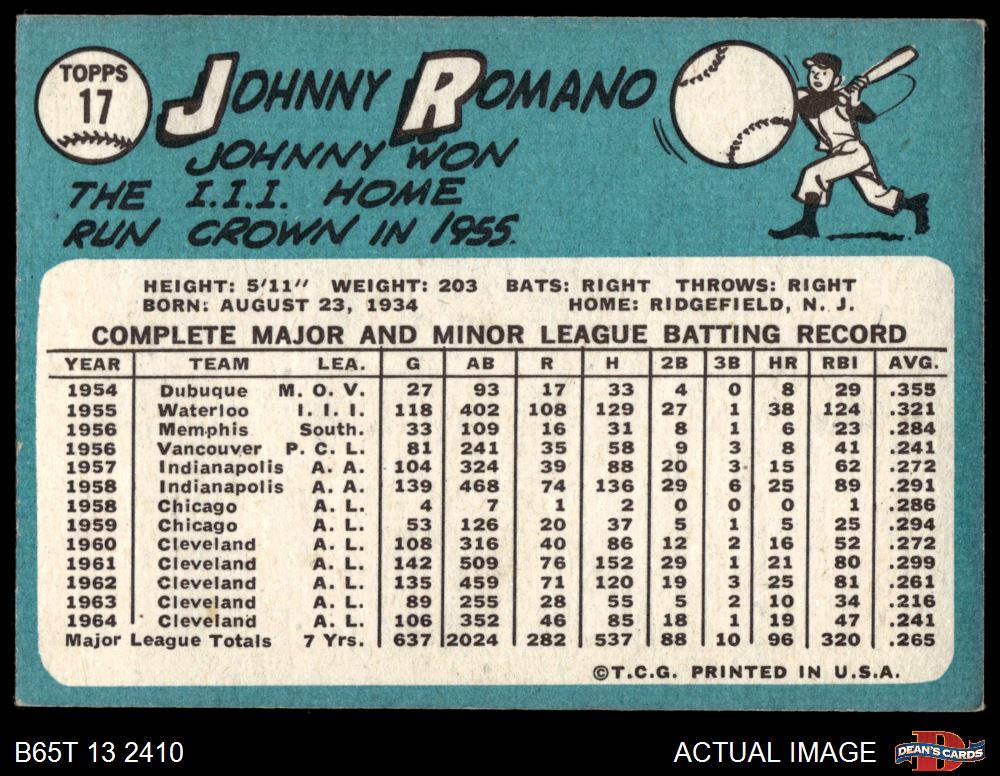 TOPPS
17
JOHNNY ROMANO
JOHNNY WON
THE I.I.I. HOME
RUN CROWN IN 1955.
HEIGHT: 5'11" WEIGHT: 203 BATS: RIGHT THROWS: RIGHT
BORN: AUGUST 23, 1934 HOME: RIDGEFIELD, N. J.
COMPLETE MAJOR AND MINOR LEAGUE BATTING RECORD
YEAR TEAM LEA. G AB R H 2B 3B HR RBI AVG.
1954 Dubuque M. O. V. 27 93 17 33 4 0 8 29 .355
1955 Waterloo I. I. I. 118 402 108 129 27 1 38 124 .321
1956 Memphis South. 33 109 16 31 8 1 6 23 .284
1956 Vancouver P. C. L. 81 241 35 58 9 3 8 41 .241
1957 Indianapolis A. A. 104 324 39 88 20 3 15 62 .272
1958 Indianapolis A. A. 139 468 74 136 29 6 25 89 .291
1958 Chicago A. L. 4 7 1 2 0 0 0 1 .286
1959 Chicago A. L. 53 126 20 37 5 1 5 25 .294
1960 Cleveland A. L. 108 316 40 86 12 2 16 52 .272
1961 Cleveland A. L. 142 509 76 152 29 1 21 80 .299
1962 Cleveland A. L. 135 459 71 120 19 3 25 81 .261
1963 Cleveland A. L. 89 255 28 55 5 2 10 34 .216
1964 Cleveland A. L. 106 352 46 85 18 1 19 47 .241
Major League Totals 7 Yrs. 637 2024 282 537 88 10 96 320 .265
©T.C.G. PRINTED IN U.S.A.
B65T 13 2410 ACTUAL IMAGE DEAN'S CARDS